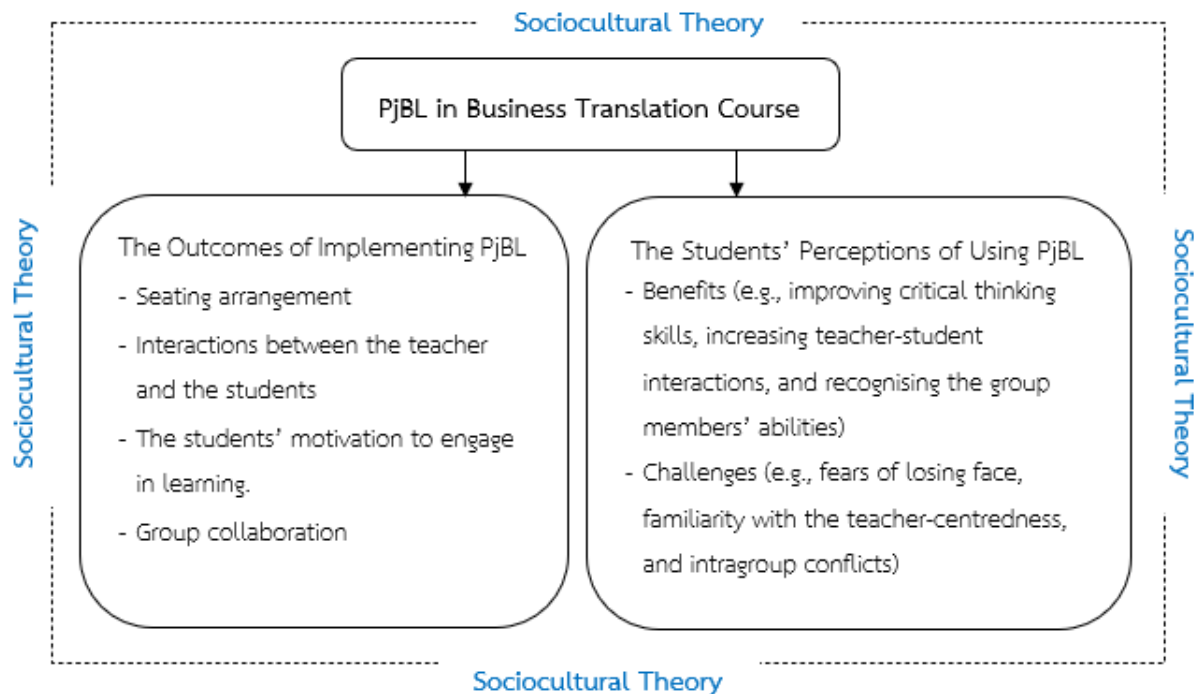 Sociocultural Theory
PjBL in Business Translation Course
Sociocultural Theory
The Outcomes of Implementing PjBL
- Seating arrangement
- Interactions between the teacher
and the students
- The students' motivation to engage
in learning.
- Group collaboration
The Students' Perceptions of Using PjBL
- Benefits (e.g., improving critical thinking
skills, increasing teacher-student
interactions, and recognising the group
members' abilities)
- Challenges (e.g., fears of losing face,
familiarity with the teacher-centredness,
and intragroup conflicts)
Sociocultural Theory
Sociocultural Theory